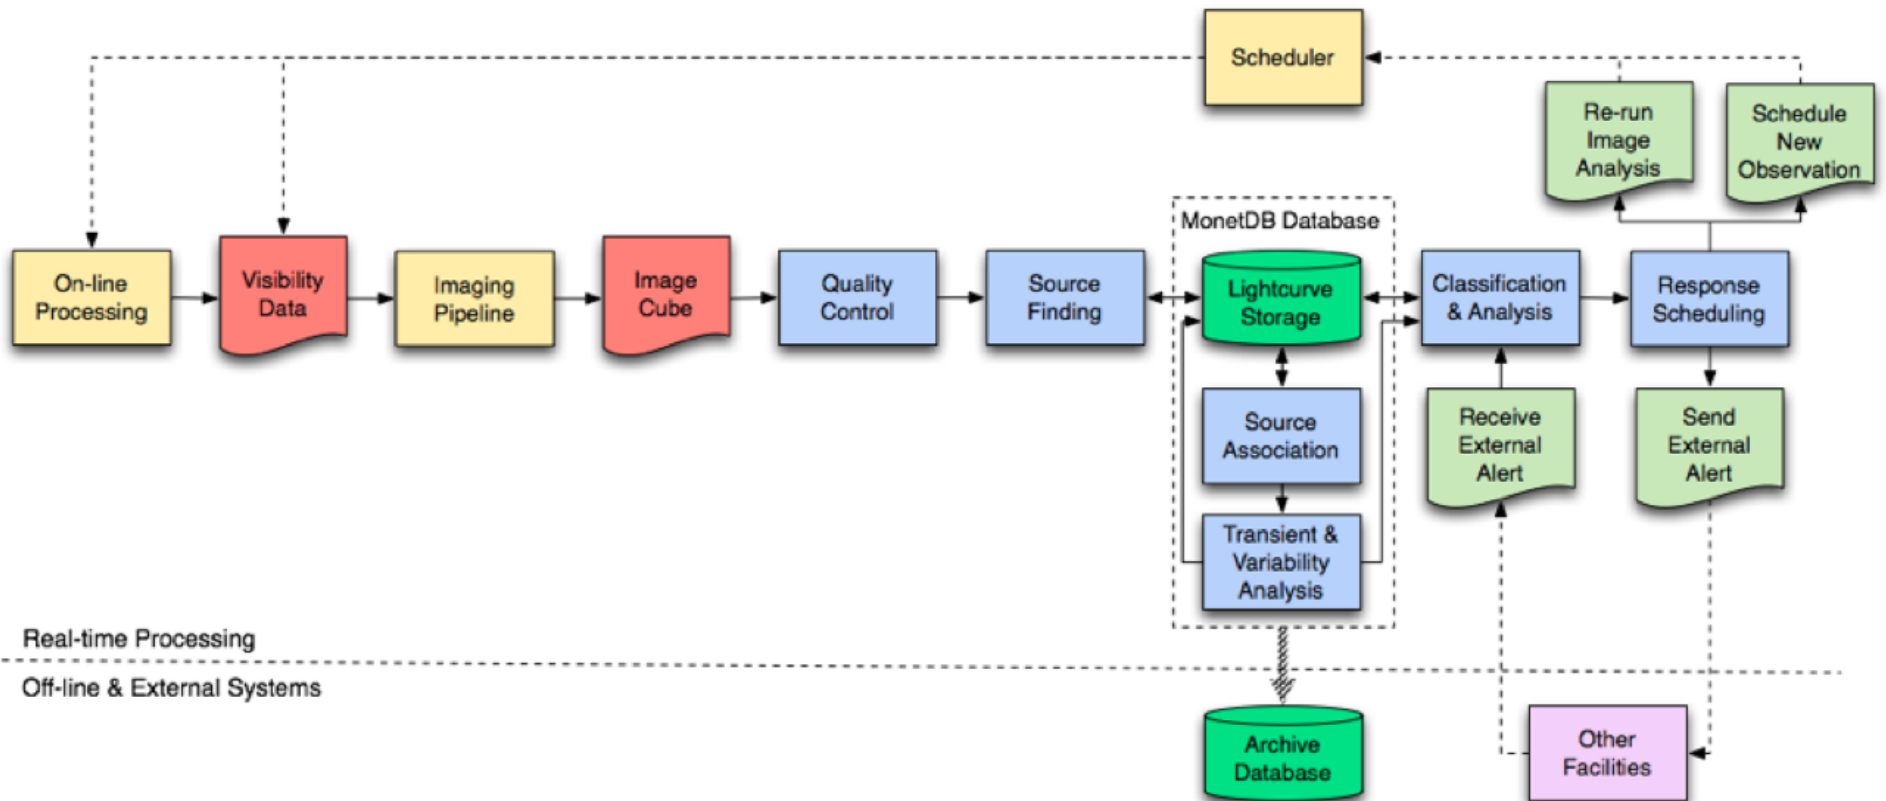 Scheduler
Re-run
Image
Analysis
Schedule
New
Observation
MonetDB Database
On-line
Processing
Visibility
Data
Imaging
Pipeline
Image
Cube
Quality
Control
Source
Finding
Lightcurve
Storage
Classification
& Analysis
Response
Scheduling
Source
Association
Receive
External
Alert
Send
External
Alert
Transient &
Variability
Analysis
Real-time Processing
Off-line & External Systems
Archive
Database
Other
Facilities